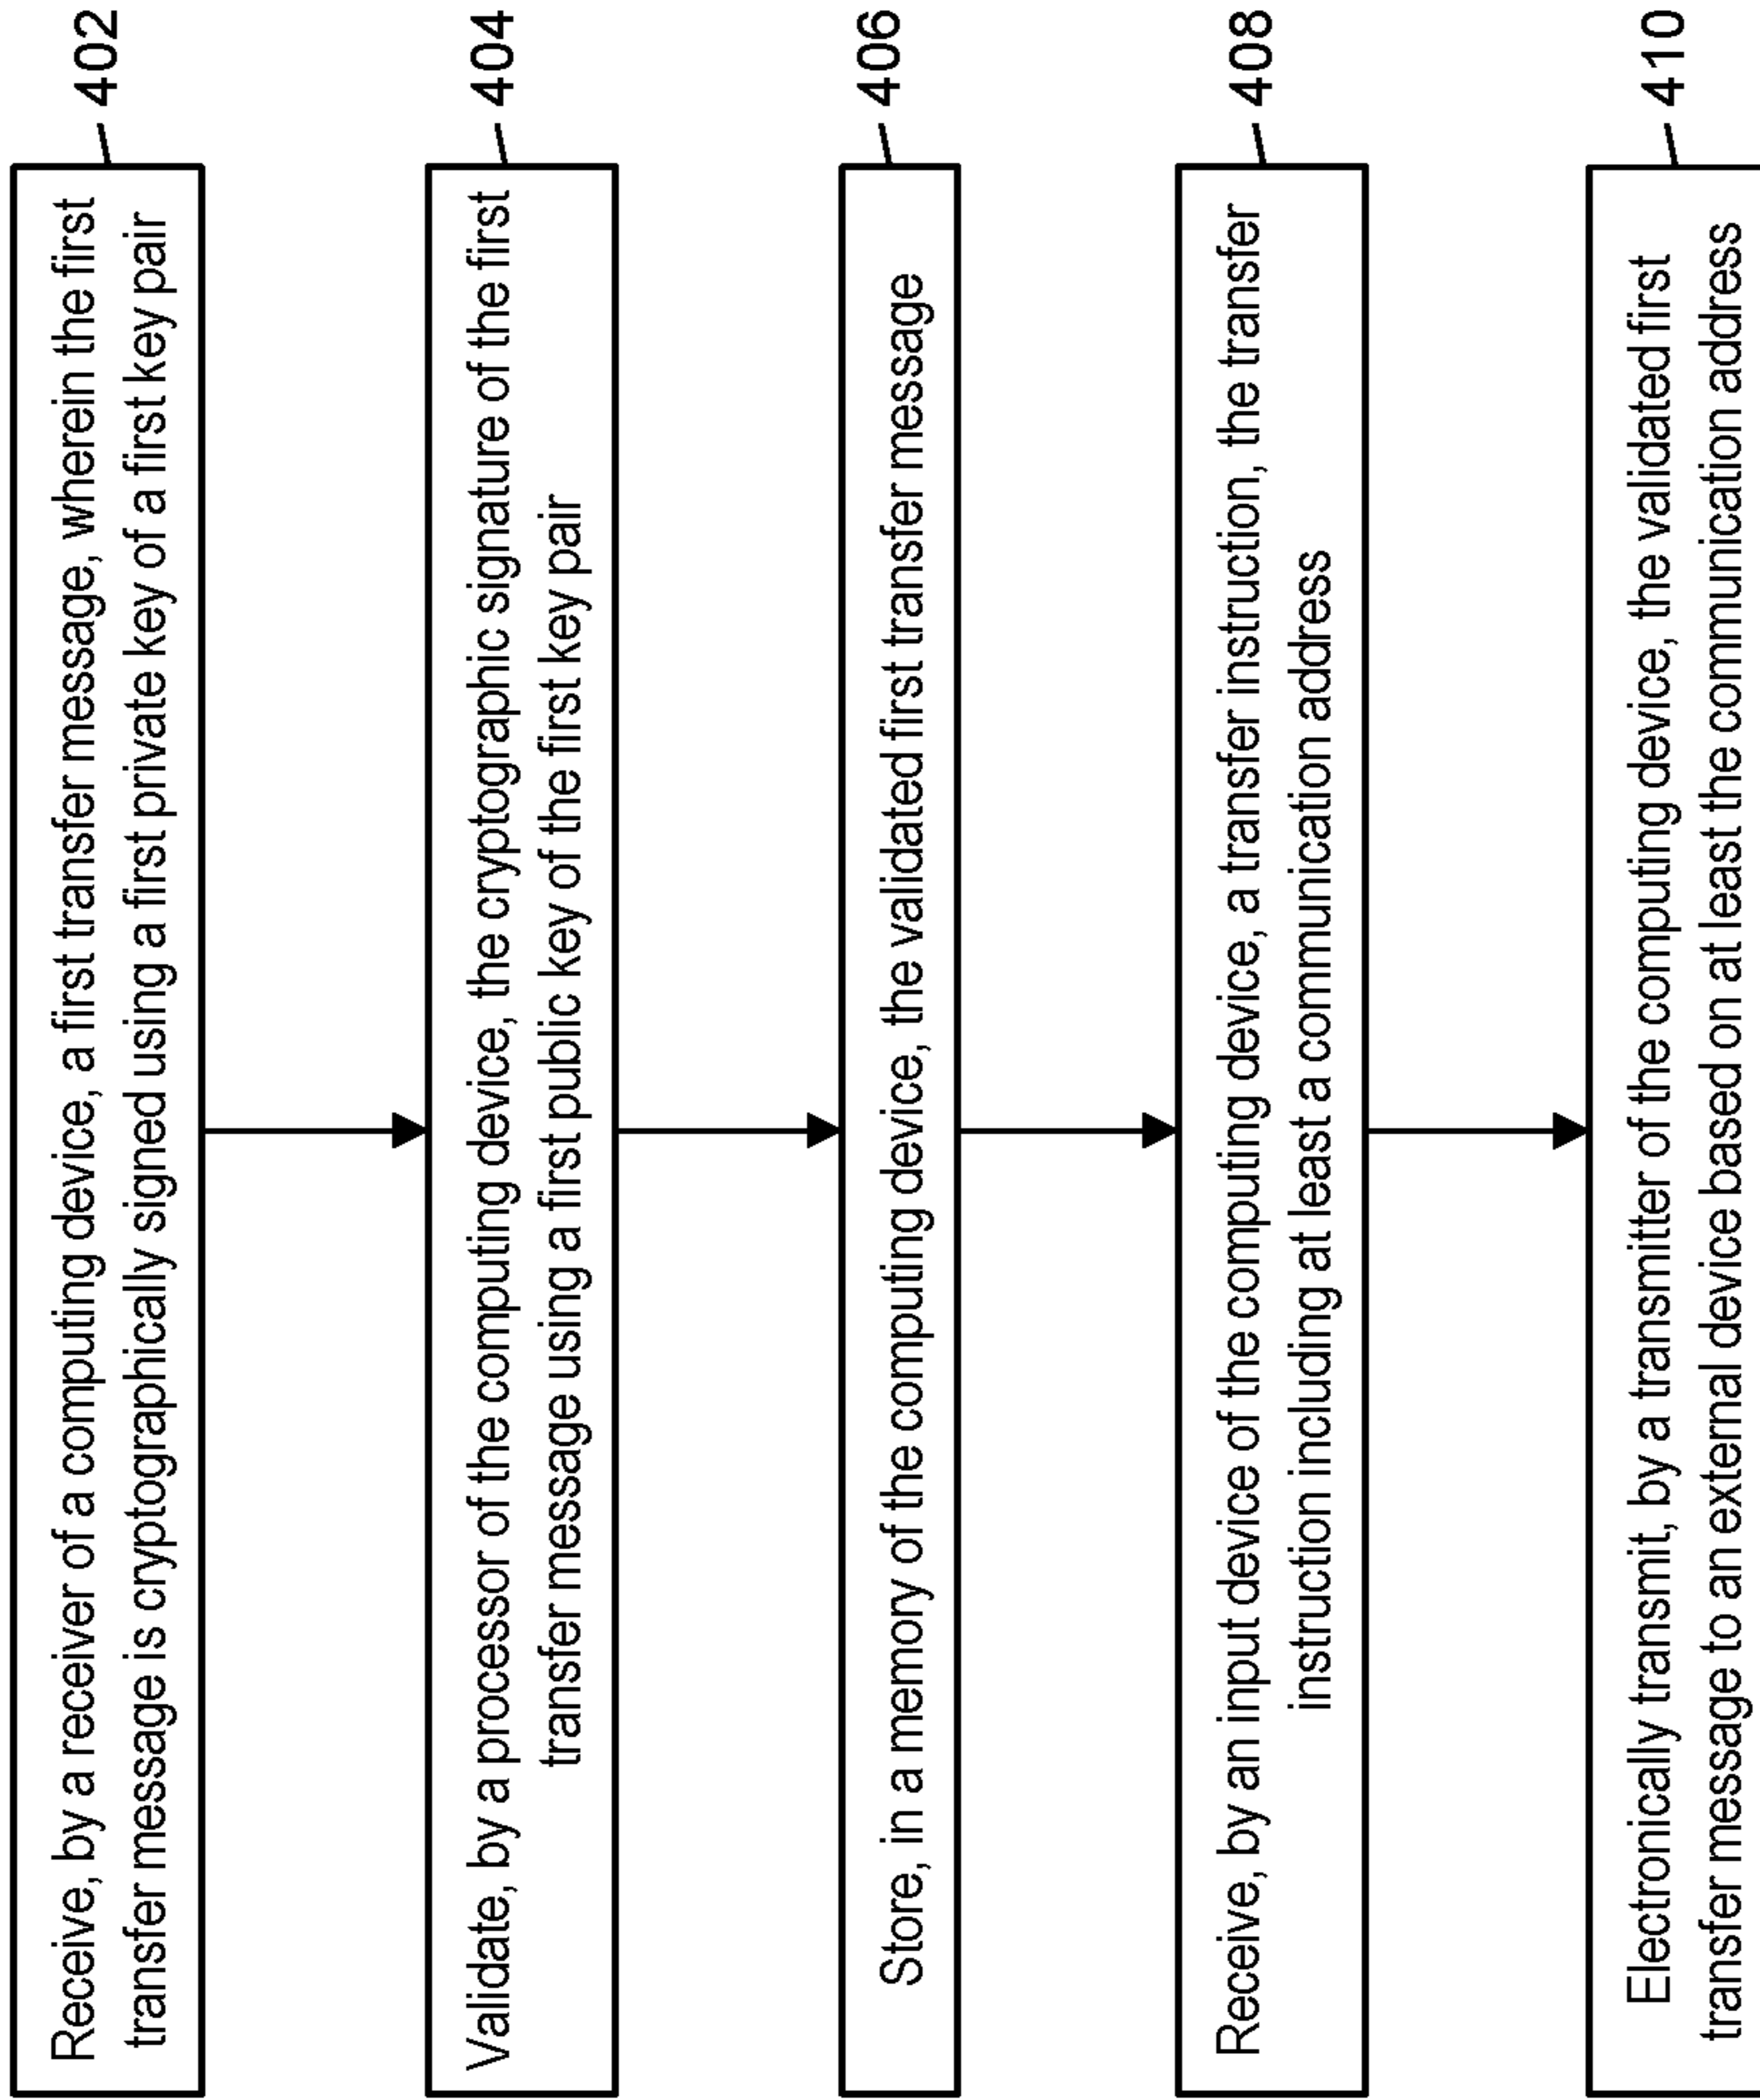 Receive, by a receiver of a computing device, a first transfer message, wherein the first
transfer message is cryptographically signed using a first private key of a first key pair
402
Validate, by a processor of the computing device, the cryptographic signature of the first
transfer message using a first public key of the first key pair
404
Store, in a memory of the computing device, the validated first transfer message
406
Receive, by an input device of the computing device, a transfer instruction, the transfer
instruction including at least a communication address
408
Electronically transmit, by a transmitter of the computing device, the validated first
transfer message to an external device based on at least the communication address
410